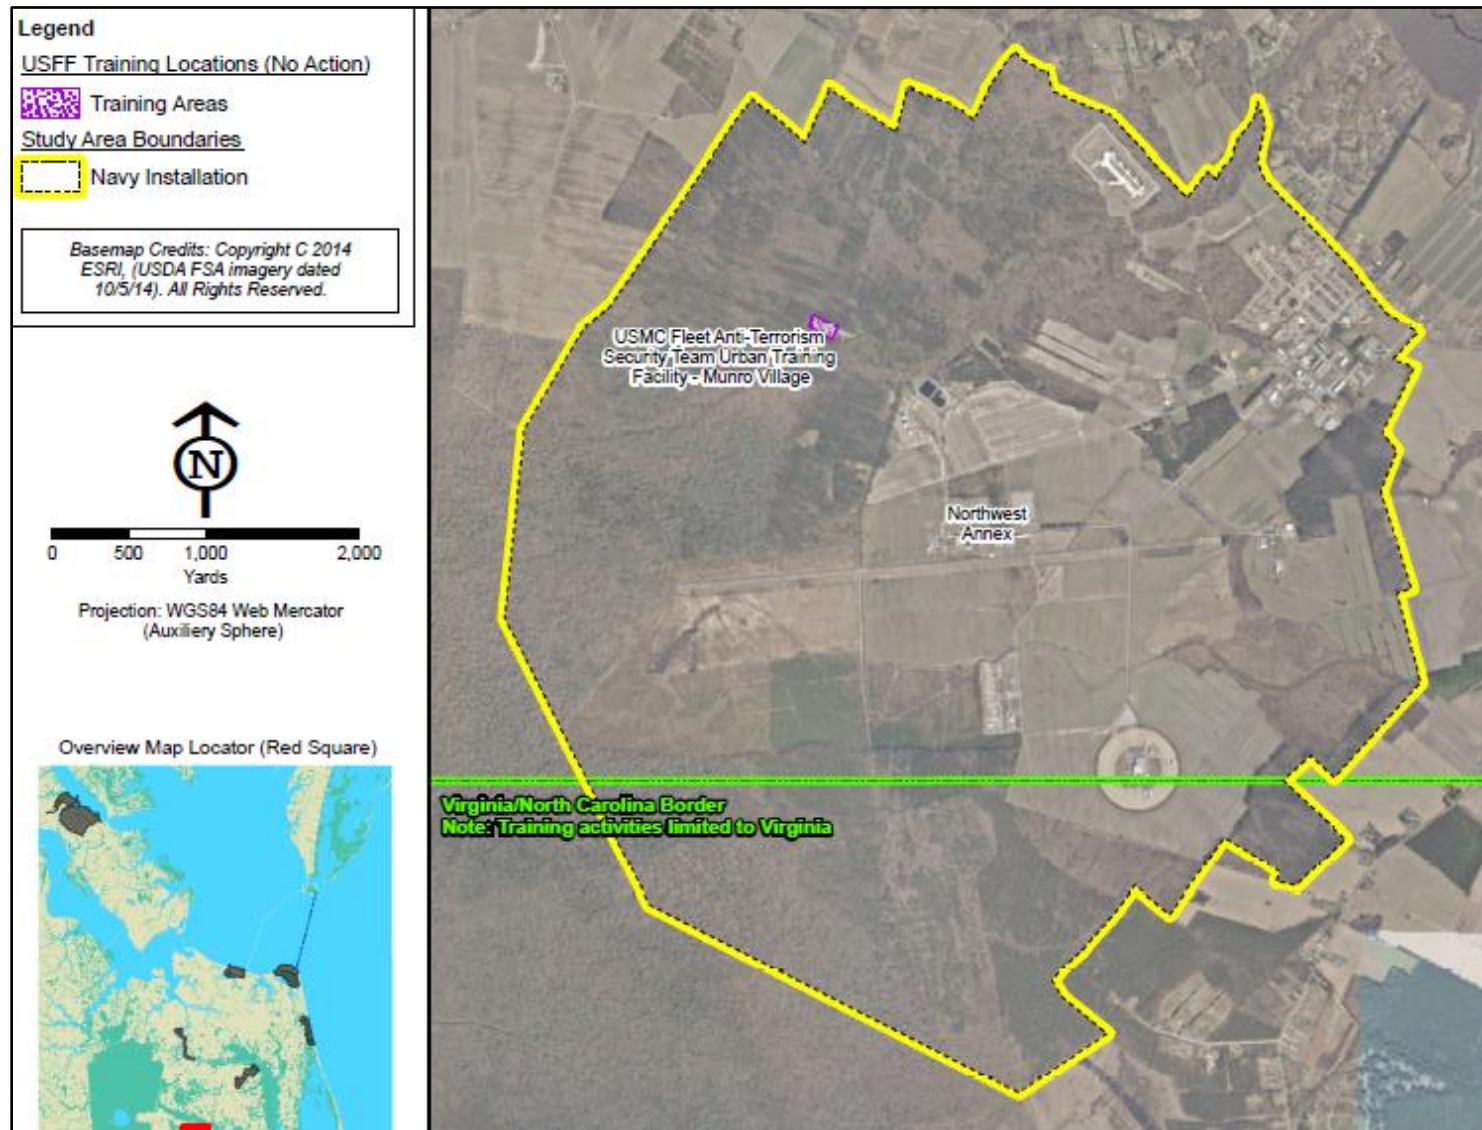 Legend
USFF Training Locations (No Action)
Training Areas
Study Area Boundaries
Navy Installation
Basemap Credits: Copyright C 2014
ESRI, (USDA FSA imagery dated
10/5/14). All Rights Reserved.
N
0 500 1,000 2,000
Yards
Projection: WGS84 Web Mercator
(Auxiliery Sphere)
Overview Map Locator (Red Square)
USMC Fleet Anti-Terrorism
Security Team Urban Training
Facility - Munro Village
Northwest
Annex
Virginia/North Carolina Border
Note: Training activities limited to Virginia